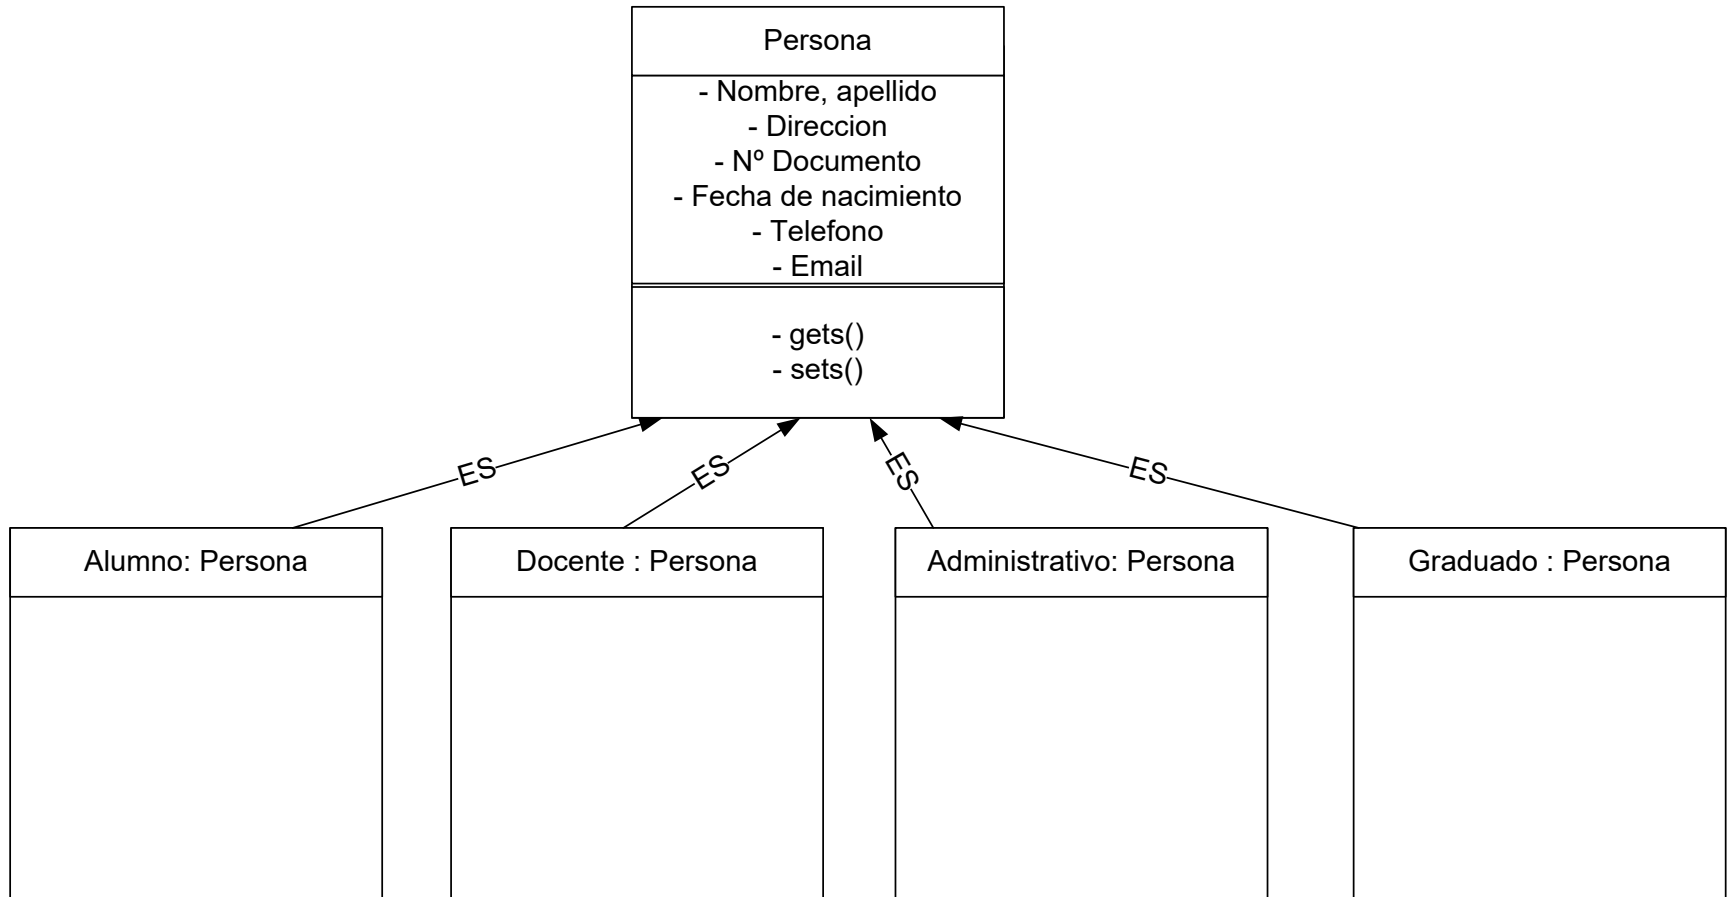 Persona
- Nombre, apellido
- Direccion
- Nº Documento
- Fecha de nacimiento
- Telefono
- Email
- gets()
- sets()
ES
ES
ES
ES
Alumno: Persona
Docente : Persona
Administrativo: Persona
Graduado : Persona